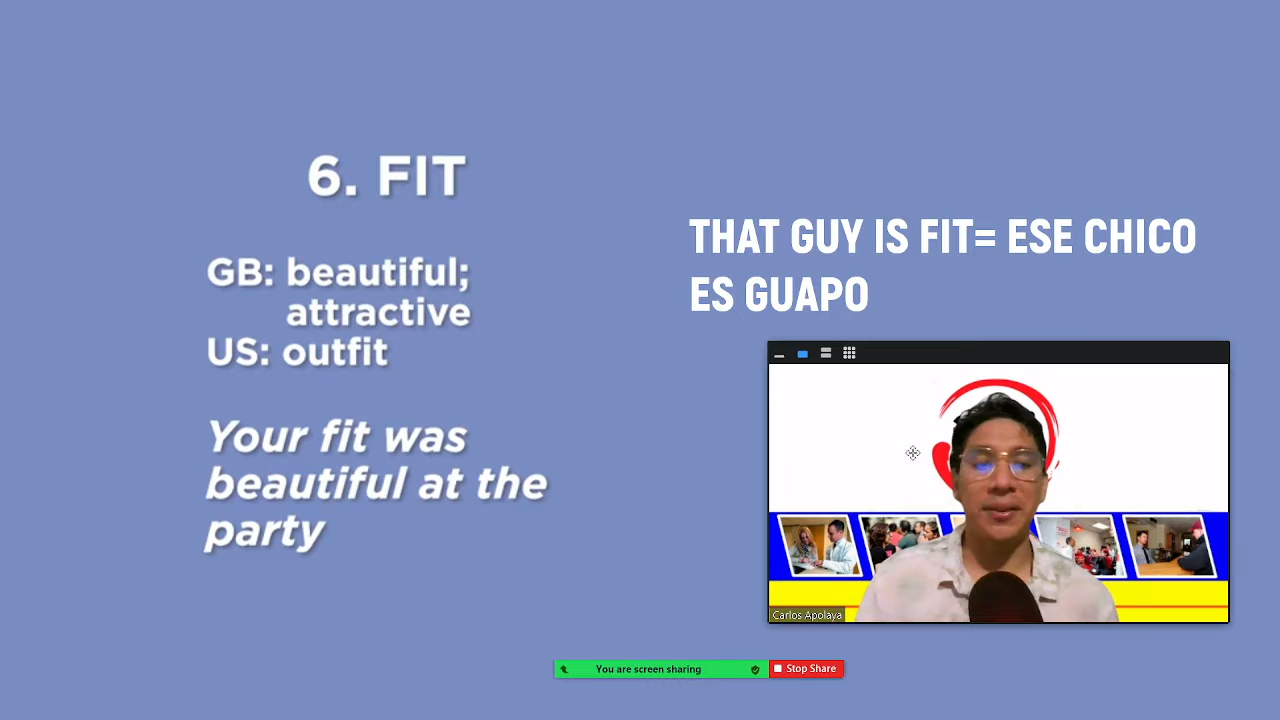 6. FIT
GB: beautiful;
attractive
US: outfit
Your fit was
beautiful at the
party
THAT GUY IS FIT= ESE CHICO
ES GUAPO
Carlos Apolaya
You are screen sharing
Stop Share